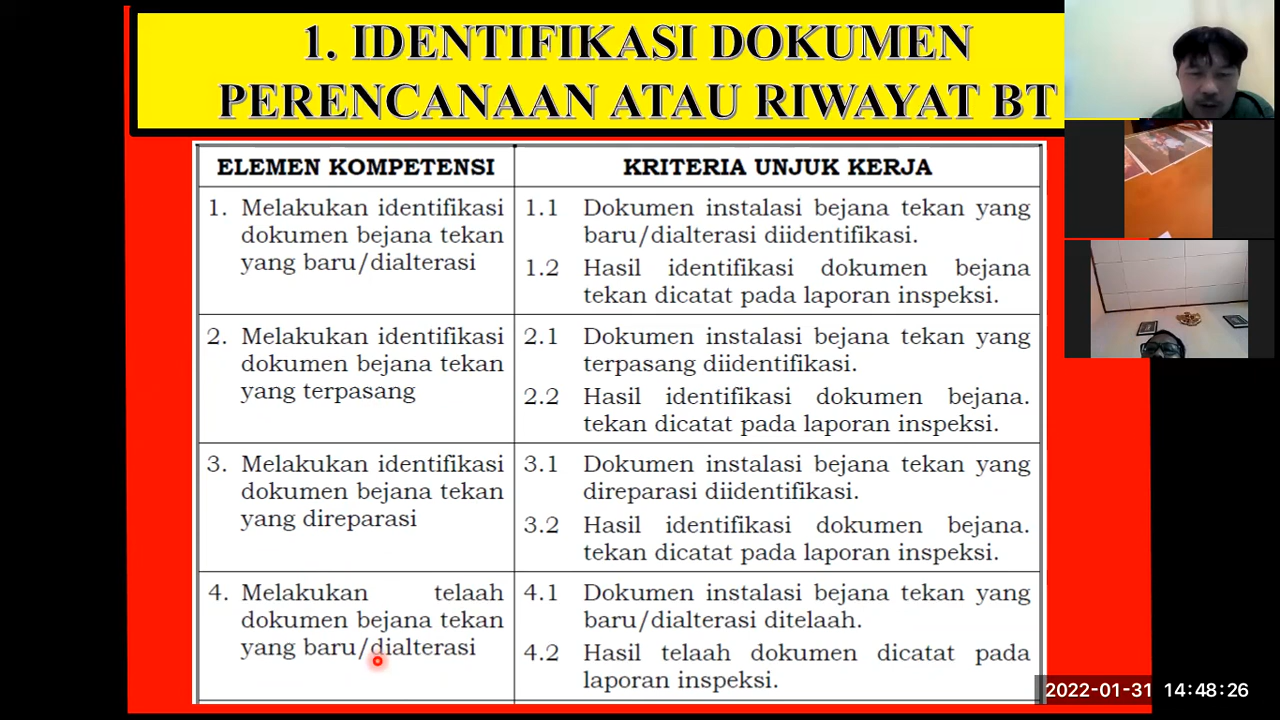 1. IDENTIFIKASI DOKUMEN
PERENCANAAN ATAU RIWAYAT BT
ELEMEN KOMPETENSI
KRITERIA UNJUK KERJA
1. Melakukan identifikasi
dokumen bejana tekan
yang baru/dialterasi
1.1 Dokumen instalasi bejana tekan yang
baru/dialterasi diidentifikasi.
1.2 Hasil identifikasi dokumen bejana
tekan dicatat pada laporan inspeksi.
2. Melakukan identifikasi
dokumen bejana tekan
yang terpasang
2.1 Dokumen instalasi bejana tekan yang
terpasang diidentifikasi.
2.2 Hasil identifikasi dokumen bejana.
tekan dicatat pada laporan inspeksi.
3. Melakukan identifikasi
dokumen bejana tekan
yang direparasi
3.1 Dokumen instalasi bejana tekan yang
direparasi diidentifikasi.
3.2 Hasil identifikasi dokumen bejana.
tekan dicatat pada laporan inspeksi.
4. Melakukan telaah
dokumen bejana tekan
yang baru/dialterasi
4.1 Dokumen instalasi bejana tekan yang
baru/dialterasi ditelaah.
4.2 Hasil telaah dokumen dicatat pada
laporan inspeksi.
2022-01-31 14:48:26